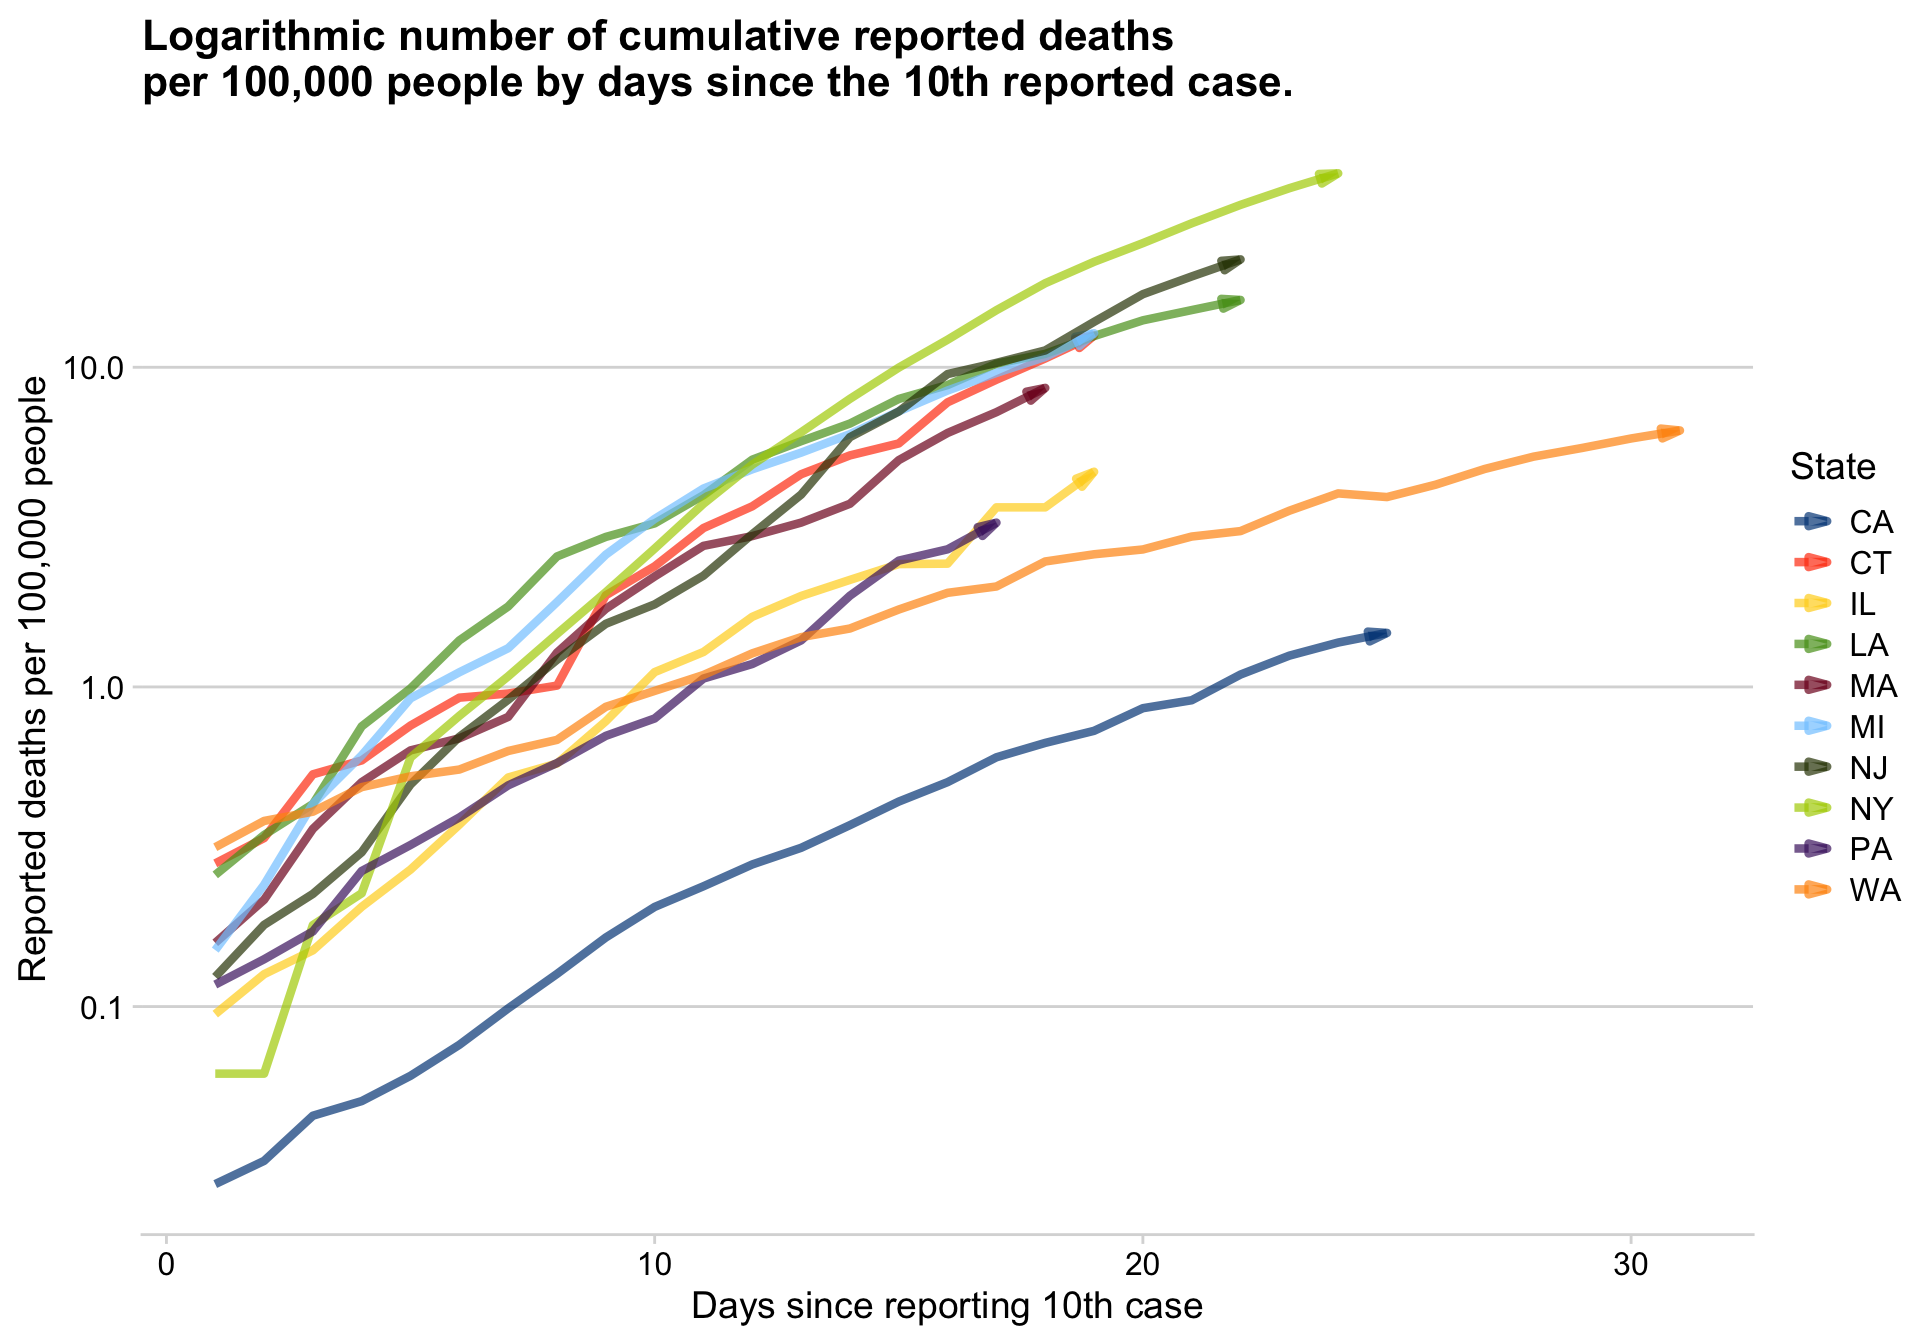 Logarithmic number of cumulative reported deaths
per 100,000 people by days since the 10th reported case.
Reported deaths per 100,000 people
10.0
1.0
0.1
0
10
20
30
Days since reporting 10th case
State
CA
CT
IL
LA
MA
MI
NJ
NY
PA
WA